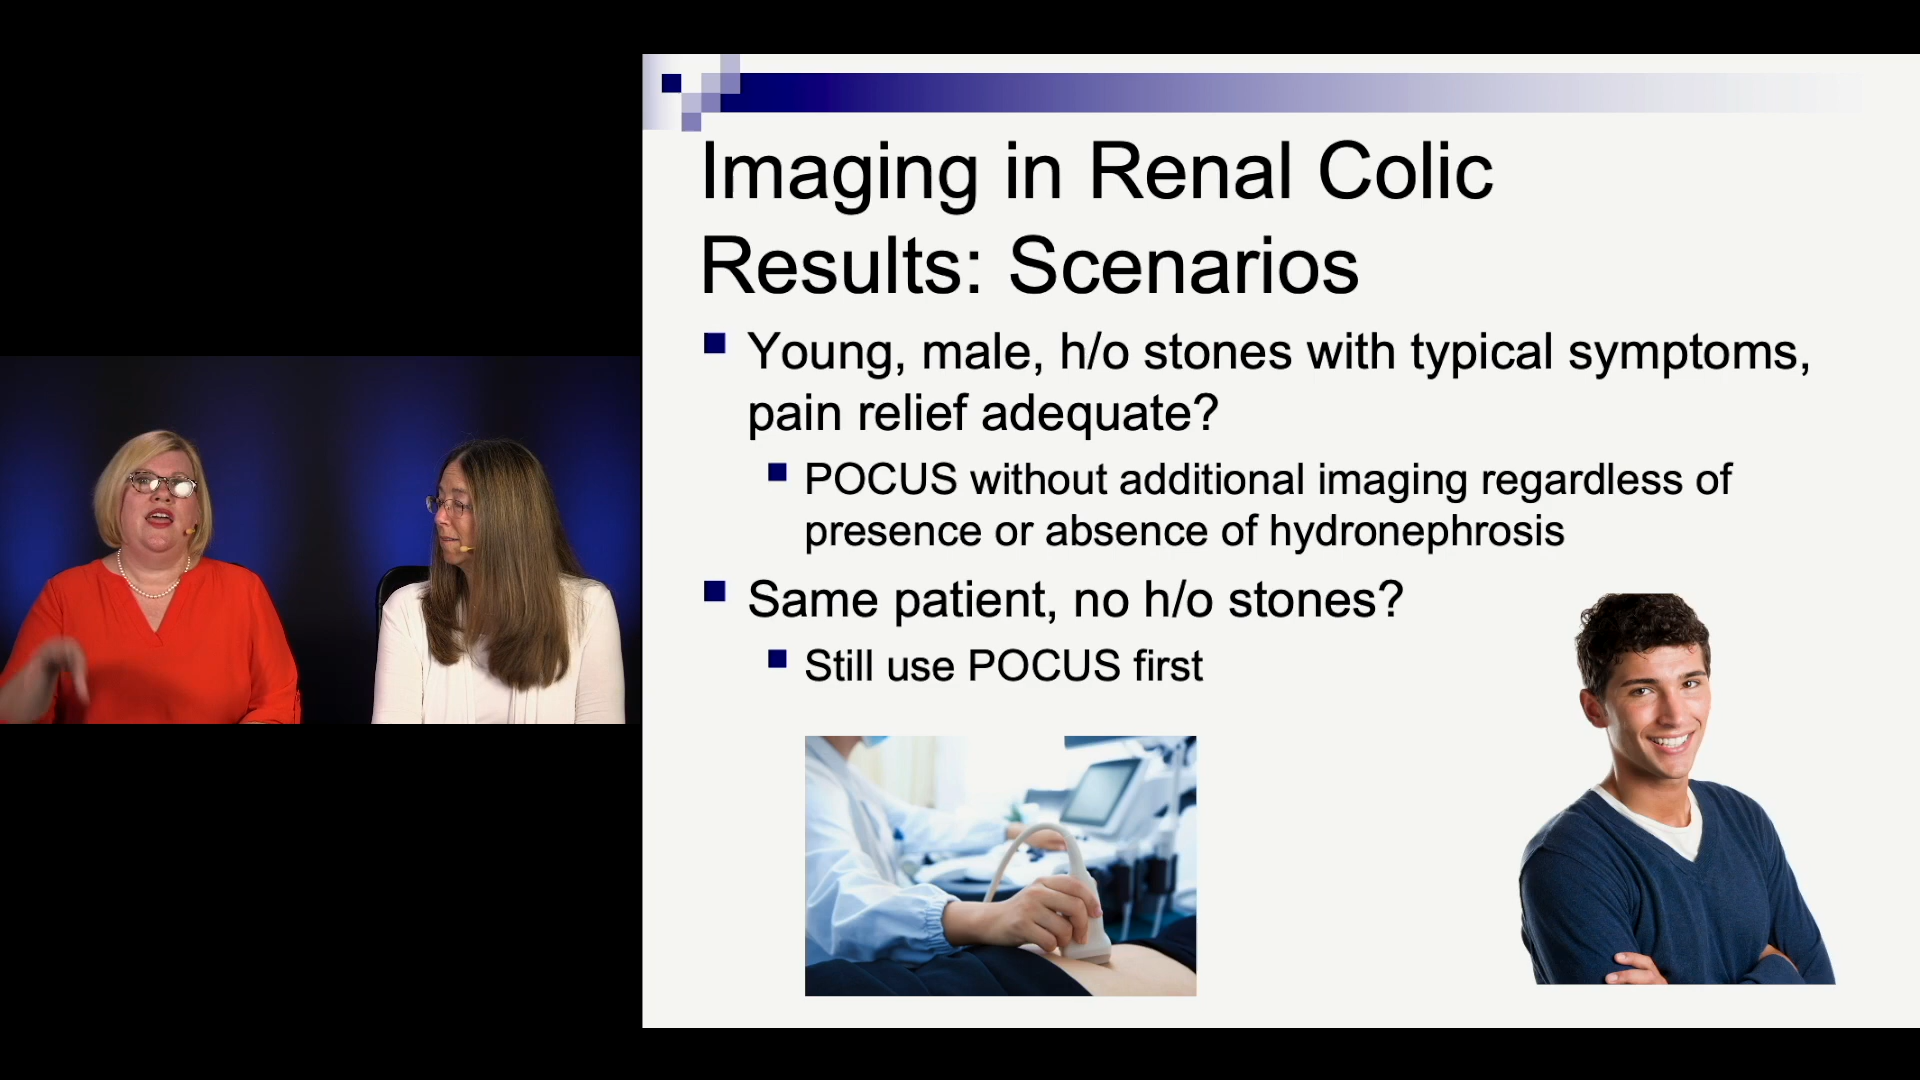 Imaging in Renal Colic
Results: Scenarios
Young, male, h/o stones with typical symptoms,
pain relief adequate?
POCUS without additional imaging regardless of
presence or absence of hydronephrosis
Same patient, no h/o stones?
Still use POCUS first